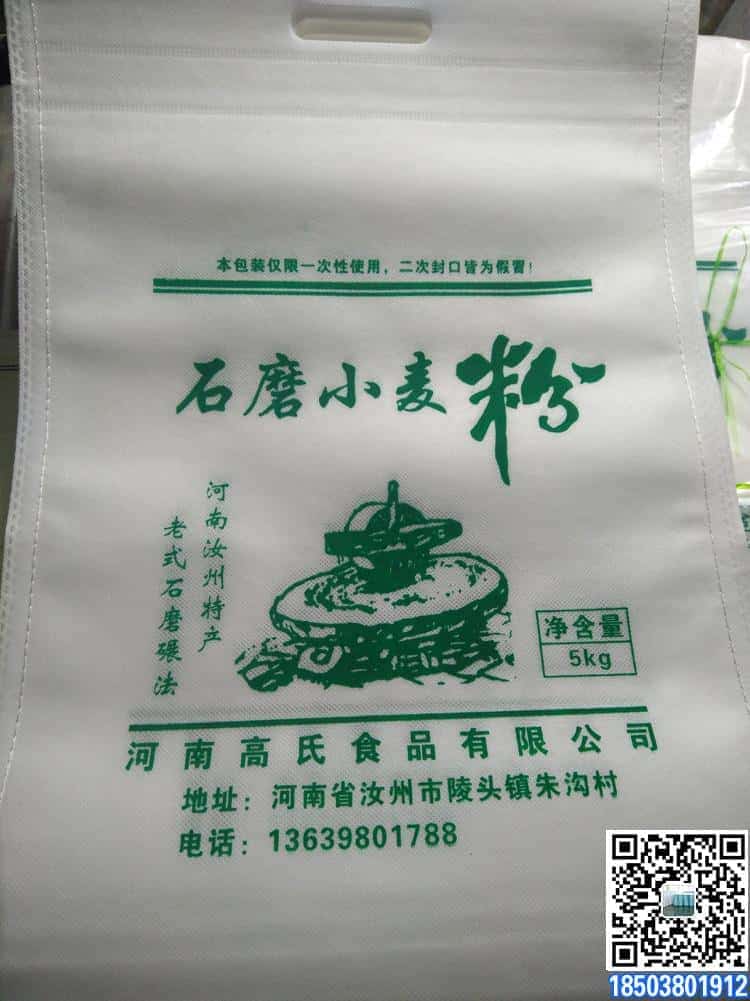 本包装仅限一次性使用，二次封口皆为假冒！
石磨小麦粉
河南汝州特产
老式石磨碾法
净含量
5kg
河南高氏食品有限公司
地址：河南省汝州市陵头镇朱沟村
电话：13639801788
18503801912